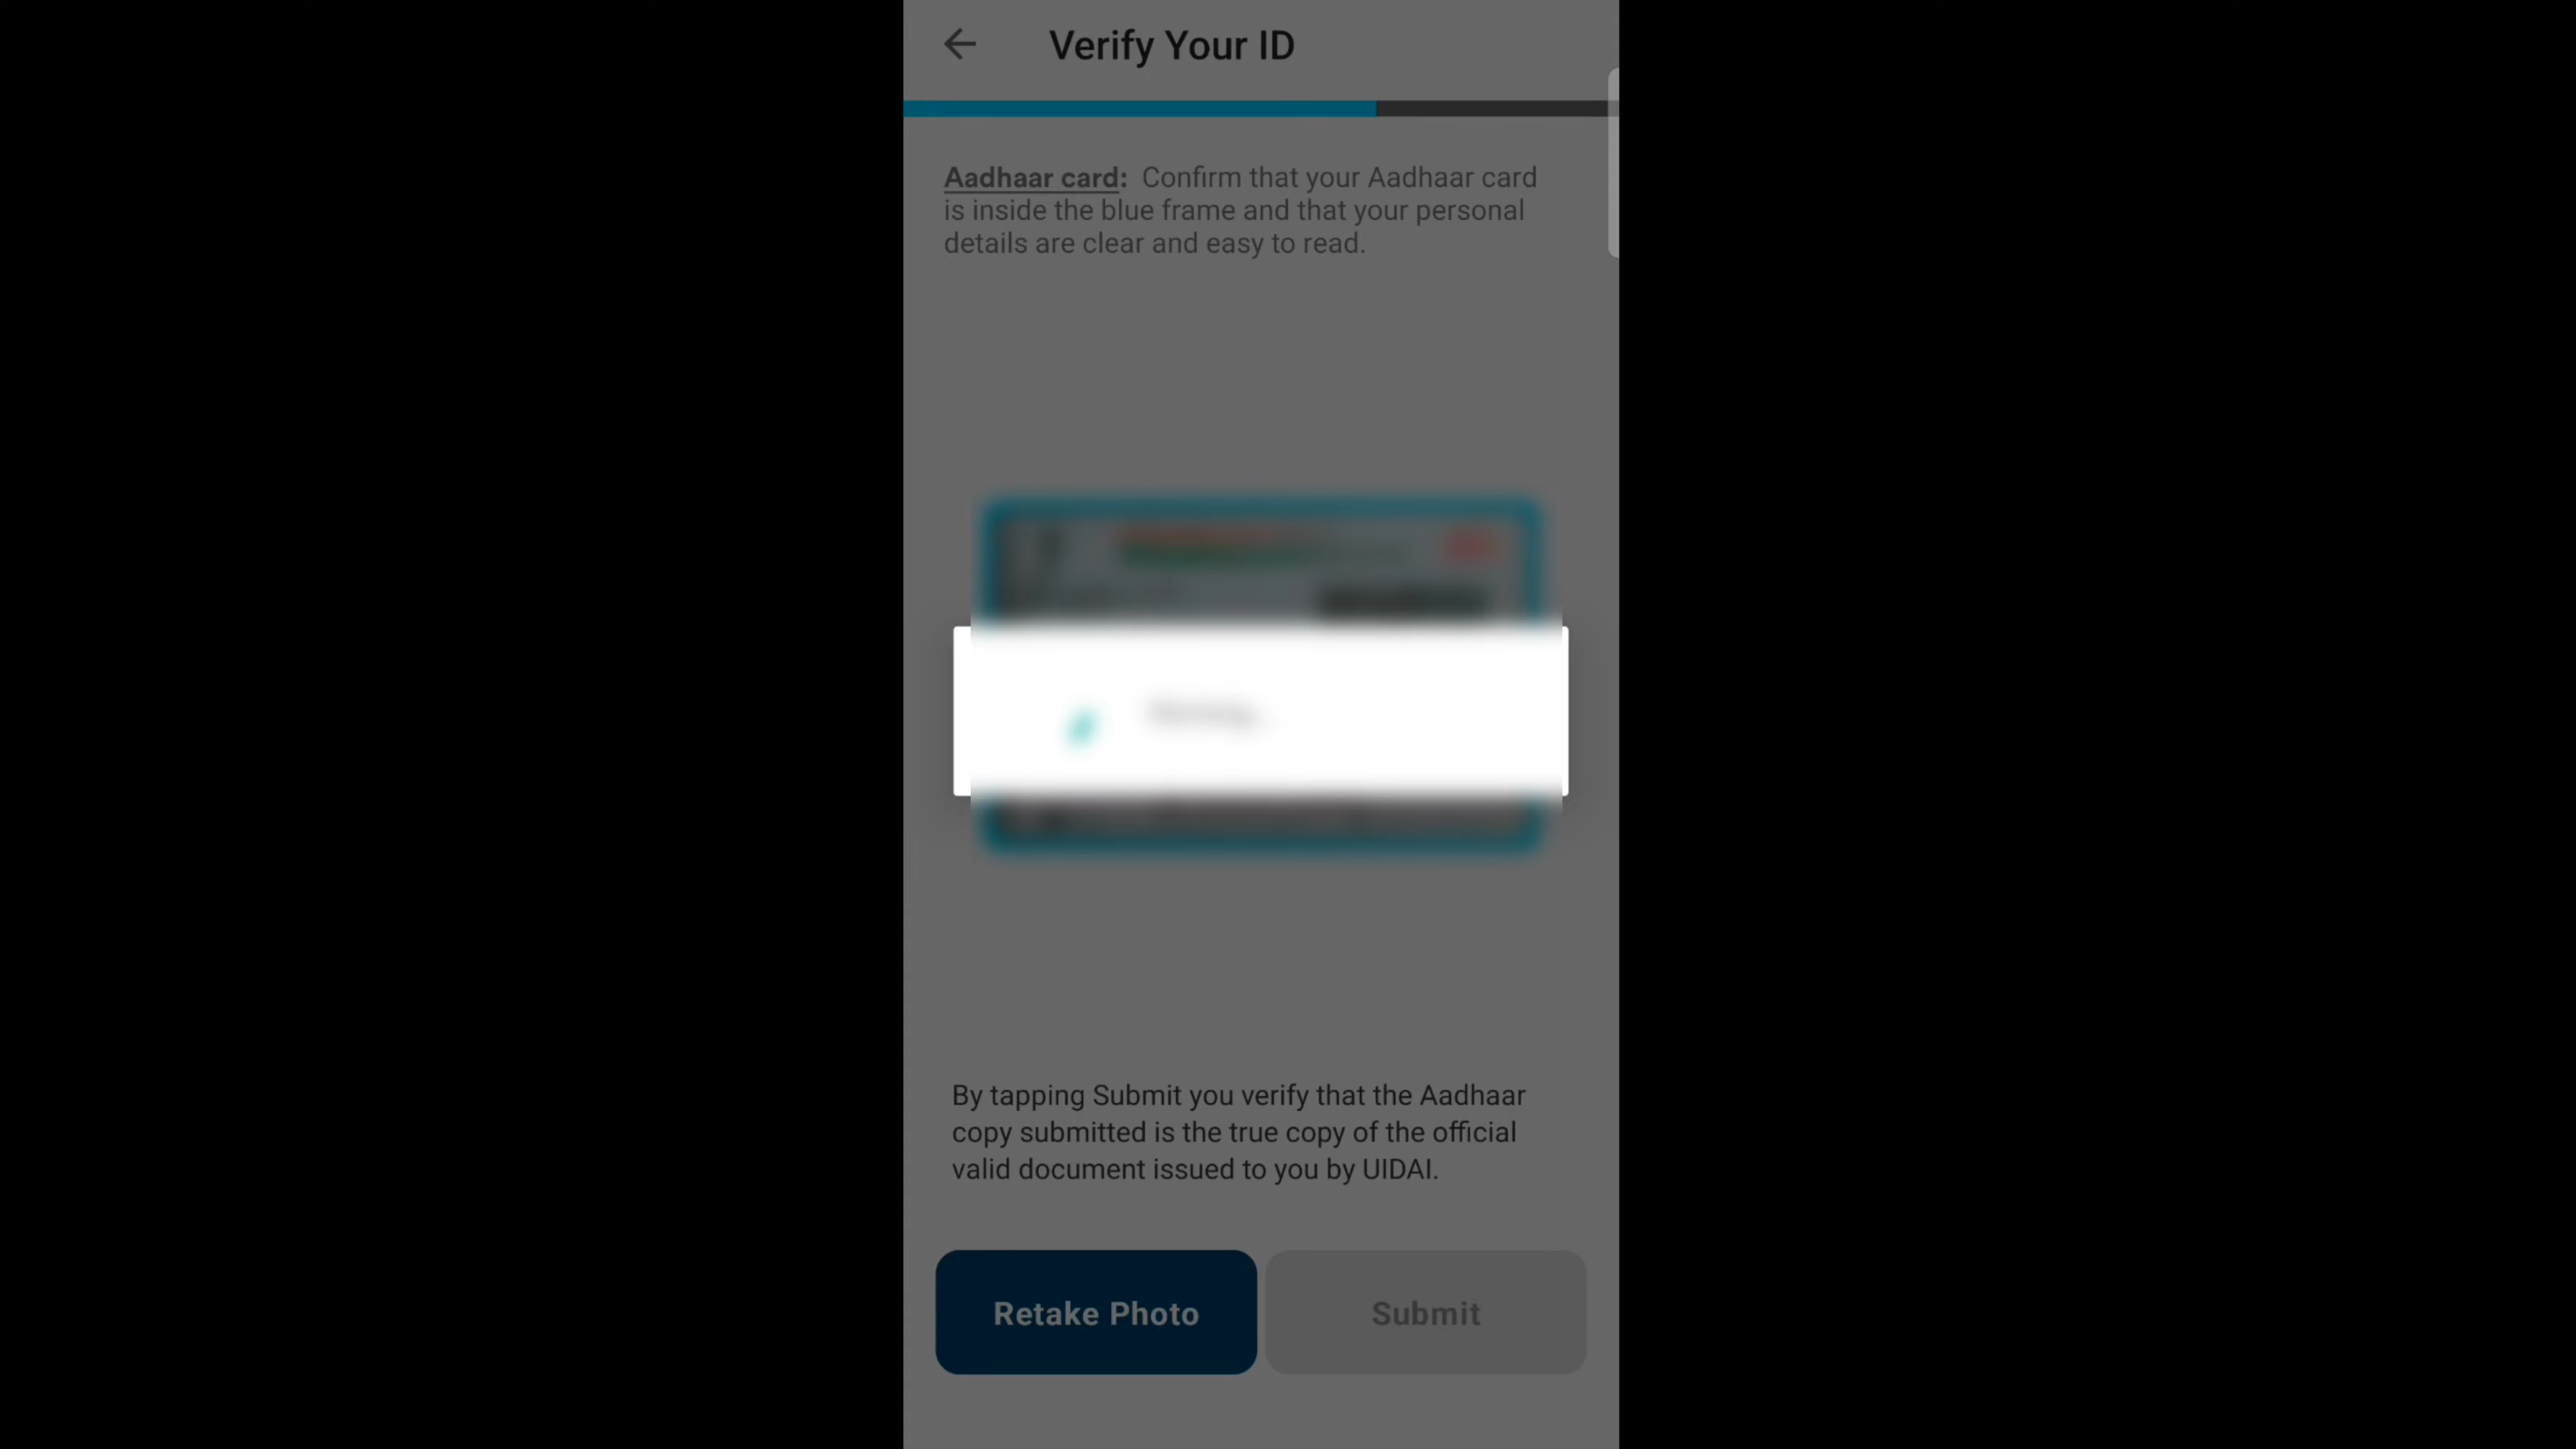 Verify Your ID
Aadhaar card: Confirm that your Aadhaar card
is inside the blue frame and that your personal
details are clear and easy to read.
By tapping Submit you verify that the Aadhaar
copy submitted is the true copy of the official
valid document issued to you by UIDAI.
Retake Photo
Submit